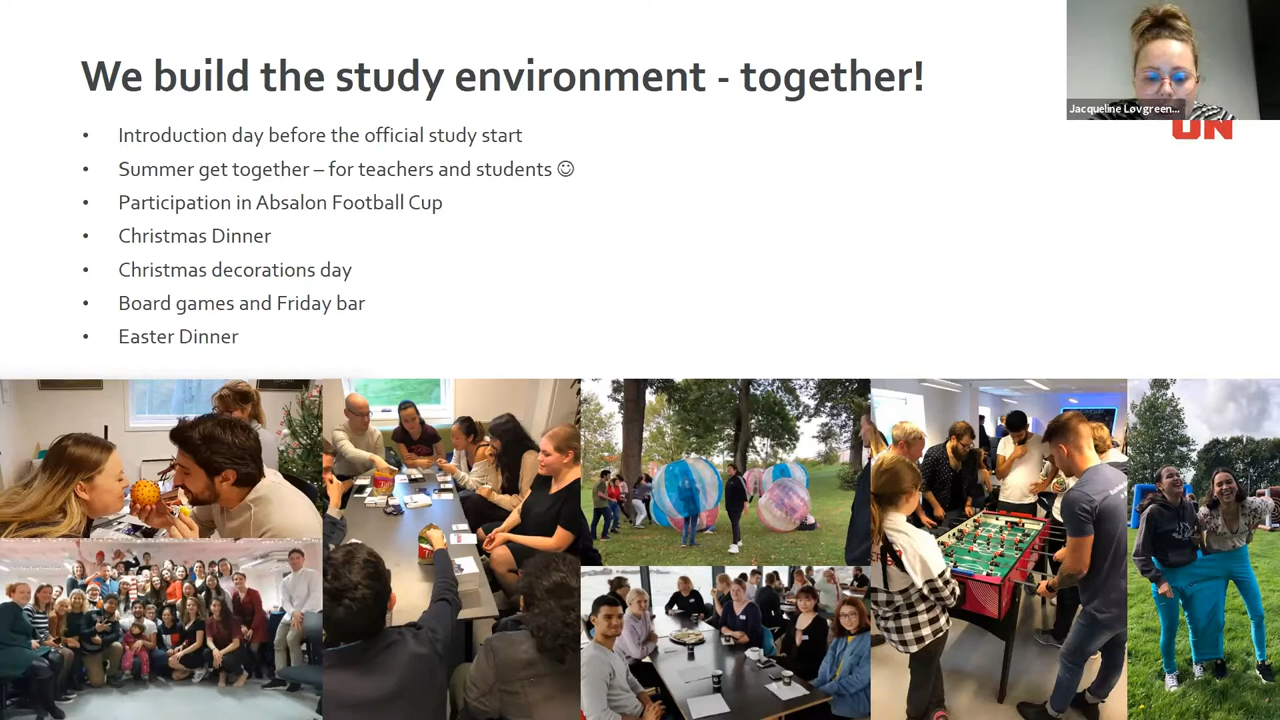 We build the study environment - together!
• Introduction day before the official study start
• Summer get together – for teachers and students ☺
• Participation in Absalon Football Cup
• Christmas Dinner
• Christmas decorations day
• Board games and Friday bar
• Easter Dinner
Jacqueline Løvgreen...
ON